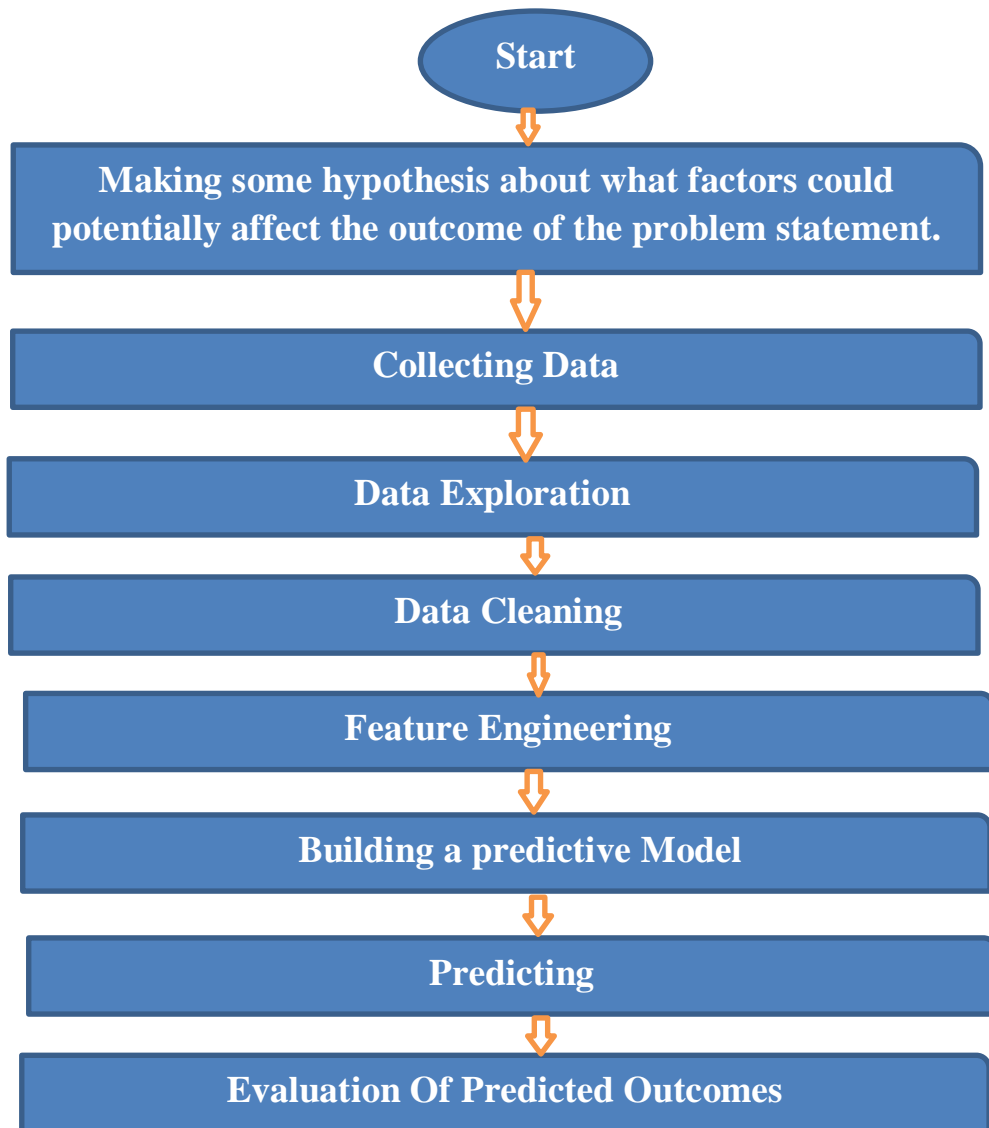 Start
Making some hypothesis about what factors could
potentially affect the outcome of the problem statement.
Collecting Data
Data Exploration
Data Cleaning
Feature Engineering
Building a predictive Model
Predicting
Evaluation Of Predicted Outcomes